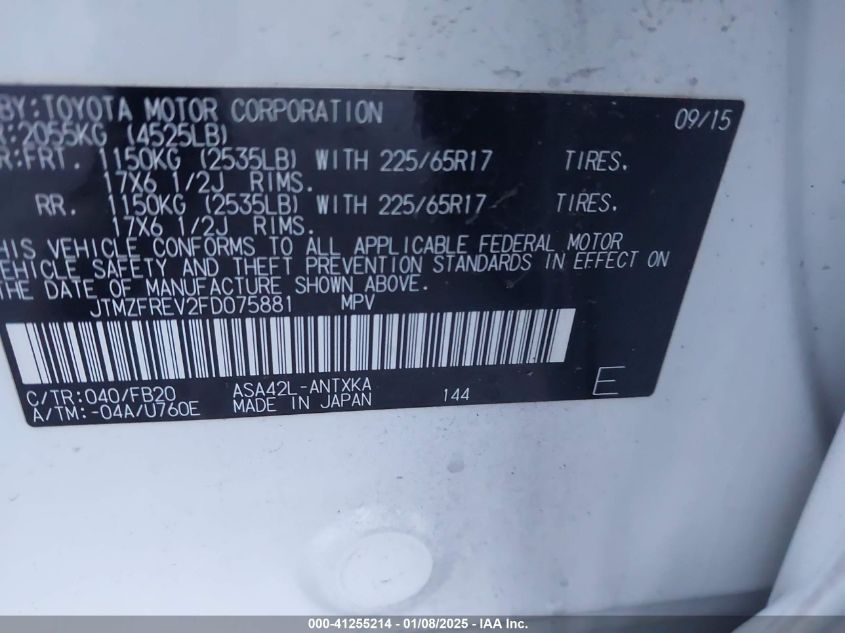 BY:TOYOTA MOTOR CORPORATION 09/15
R:2055KG (4525LB)
R:FRT. 1150KG (2535LB) WITH 225/65R17 TIRES.
17X6 1/2J RIMS.
RR. 1150KG (2535LB) WITH 225/65R17 TIRES.
17X6 1/2J RIMS.
HIS VEHICLE CONFORMS TO ALL APPLICABLE FEDERAL MOTOR
EHICLE SAFETY AND THEFT PREVENTION STANDARDS IN EFFECT ON
THE DATE OF MANUFACTURE SHOWN ABOVE.
JTMZFREV2FD075881 MPV
C/TR:040/FB20 ASA42L-ANTXKA E
A/TM:-04A/U760E MADE IN JAPAN 144
000-41255214 - 01/08/2025 - IAA Inc.